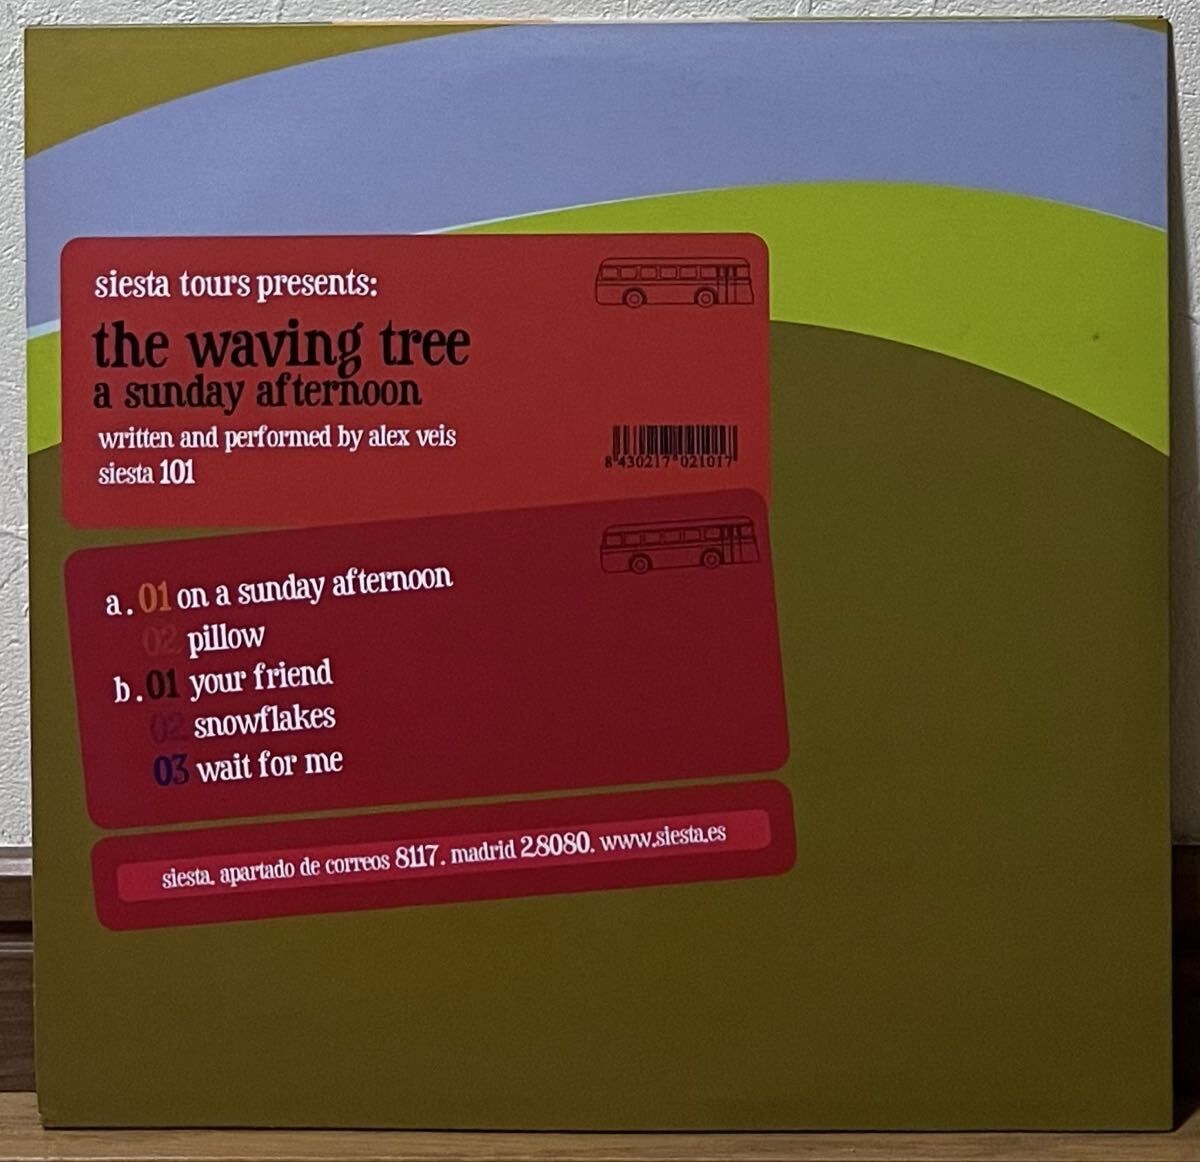 siesta tours presents:
the waving tree
a sunday afternoon
written and performed by alex veis
siesta 101
8 430217 021017
a. 01 on a sunday afternoon
02 pillow
b. 01 your friend
02 snowflakes
03 wait for me
siesta. apartado de correos 8117. madrid 28080. www.siesta.es